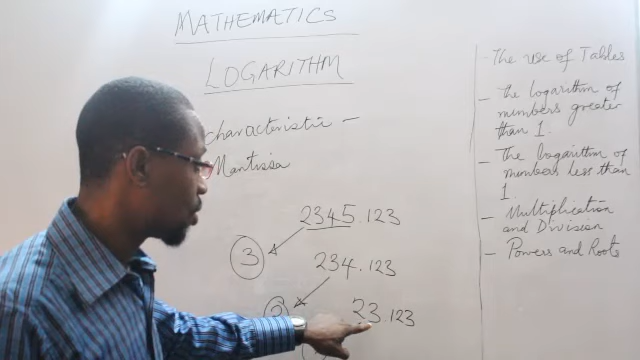 MATHEMATICS
LOGARITHM
characteristic –
Mantissa
2345.123
3
234.123
2
23.123
The use of Tables
– The logarithm of
numbers greater
than 1.
– The logarithm of
numbers less than
1
– Multiplication
and Division
– Powers and Roots